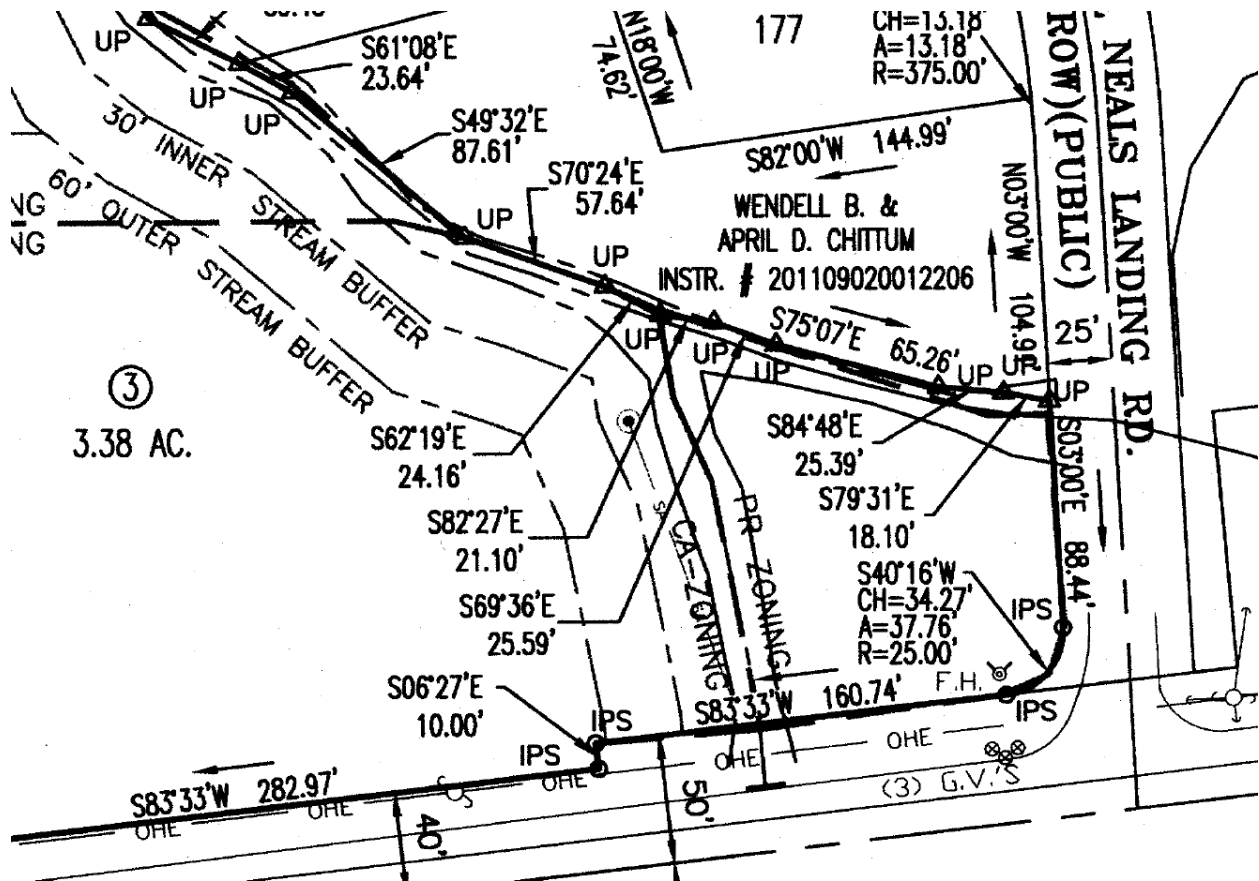 UP
S61°08'E
23.64'
UP
UP
N18°00'W
74.62'
177
CH=13.18'
A=13.18'
R=375.00'
ROW)(PUBLIC)
NEALS LANDING RD.
30' INNER STREAM BUFFER
60' OUTER STREAM BUFFER
S49°32'E
87.61'
S70°24'E
57.64'
S82°00'W 144.99'
WENDELL B. &
APRIL D. CHITTUM
INSTR. # 201109020012206
N03°00'W
NG
NG
UP
UP
UP
UP
UP
S75°07'E 65.26'
UP
UP
UP
25'
3
3.38 AC.
S62°19'E
24.16'
S82°27'E
21.10'
S69°36'E
25.59'
S84°48'E
25.39'
S79°31'E
18.10'
S03°00'E 88.44'
CA-ZONING
PR ZONING
S40°16'W
CH=34.27'
A=37.76'
R=25.00'
IPS
F.H.
IPS
S06°27'E
10.00'
IPS
IPS
S83°33'W 160.74'
S83°33'W 282.97'
OHE
OHE
OHE
OHE
OHE
OHE
(3) G.V.'S
40'
50'